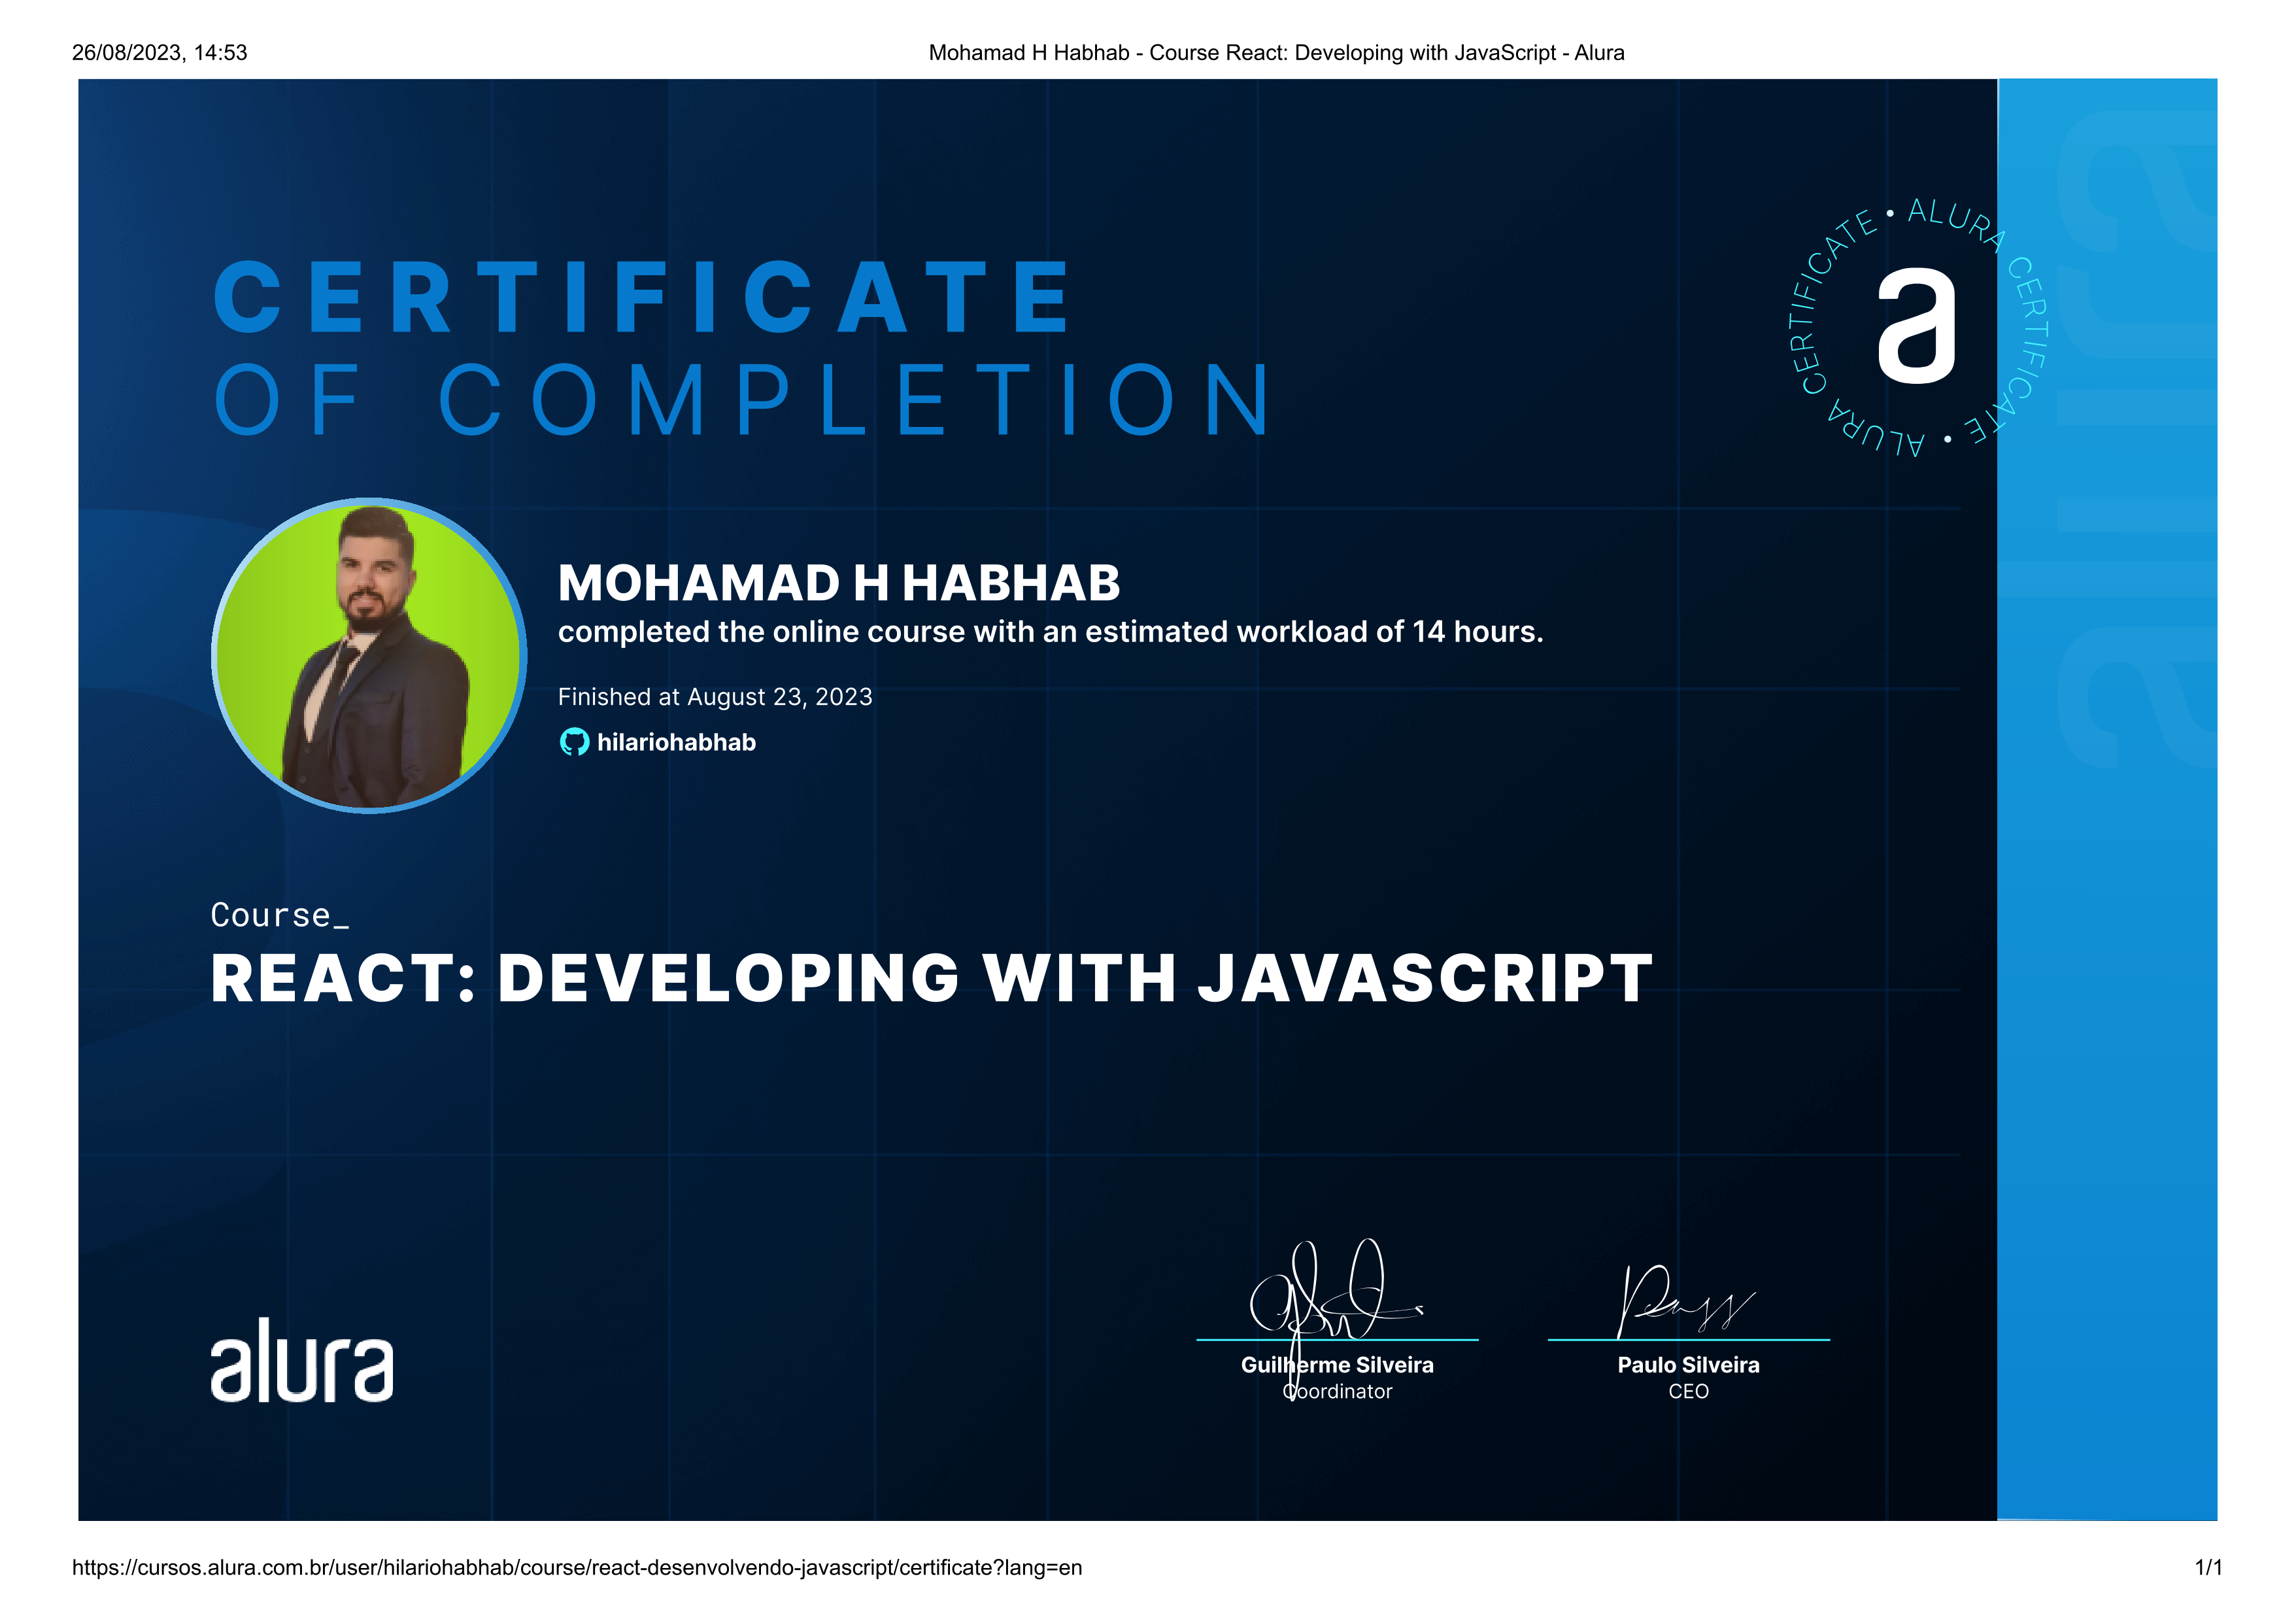 26/08/2023, 14:53
Mohamad H Habhab - Course React: Developing with JavaScript - Alura
CERTIFICATE
OF COMPLETION
ALURA CERTIFICATE • ALURA CERTIFICATE •
a
alura
MOHAMAD H HABHAB
completed the online course with an estimated workload of 14 hours.
Finished at August 23, 2023
hilariohabhab
Course_
REACT: DEVELOPING WITH JAVASCRIPT
alura
Guilherme Silveira
Coordinator
Paulo Silveira
CEO
https://cursos.alura.com.br/user/hilariohabhab/course/react-desenvolvendo-javascript/certificate?lang=en
1/1